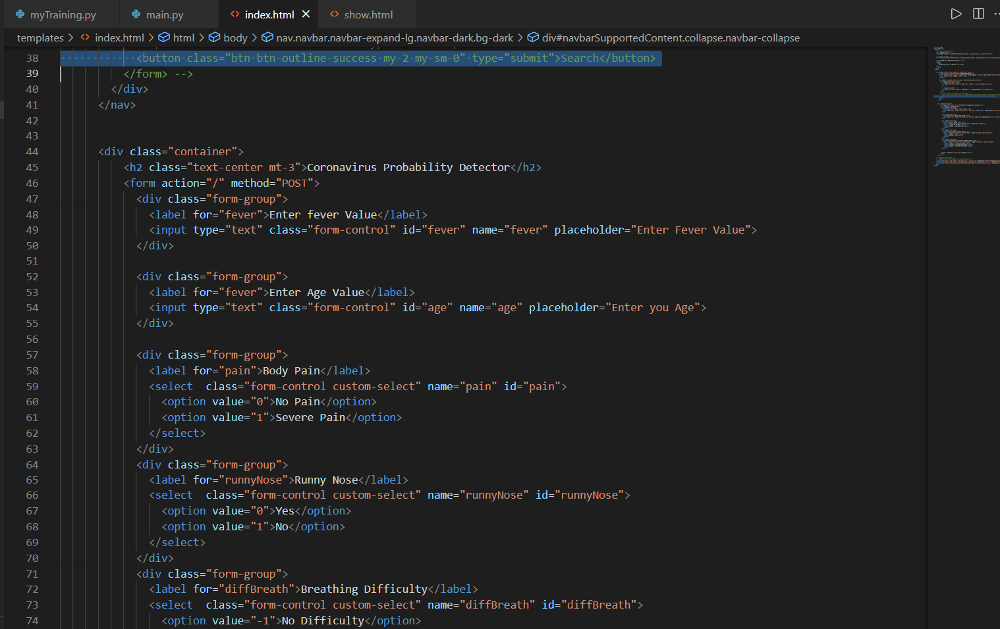 myTraining.py main.py index.html show.html
templates > index.html > html > body > nav.navbar.navbar-expand-lg.navbar-dark.bg-dark > div#navbarSupportedContent.collapse.navbar-collapse
38 <button class="btn btn-outline-success my-2 my-sm-0" type="submit">Search</button>
39 </form> -->
40 </div>
41 </nav>
42
43
44 <div class="container">
45 <h2 class="text-center mt-3">Coronavirus Probability Detector</h2>
46 <form action="/" method="POST">
47 <div class="form-group">
48 <label for="fever">Enter fever Value</label>
49 <input type="text" class="form-control" id="fever" name="fever" placeholder="Enter Fever Value">
50 </div>
51
52 <div class="form-group">
53 <label for="fever">Enter Age Value</label>
54 <input type="text" class="form-control" id="age" name="age" placeholder="Enter you Age">
55 </div>
56
57 <div class="form-group">
58 <label for="pain">Body Pain</label>
59 <select  class="form-control custom-select" name="pain" id="pain">
60 <option value="0">No Pain</option>
61 <option value="1">Severe Pain</option>
62 </select>
63 </div>
64 <div class="form-group">
65 <label for="runnyNose">Runny Nose</label>
66 <select  class="form-control custom-select" name="runnyNose" id="runnyNose">
67 <option value="0">Yes</option>
68 <option value="1">No</option>
69 </select>
70 </div>
71 <div class="form-group">
72 <label for="diffBreath">Breathing Difficulty</label>
73 <select  class="form-control custom-select" name="diffBreath" id="diffBreath">
74 <option value="-1">No Difficulty</option>